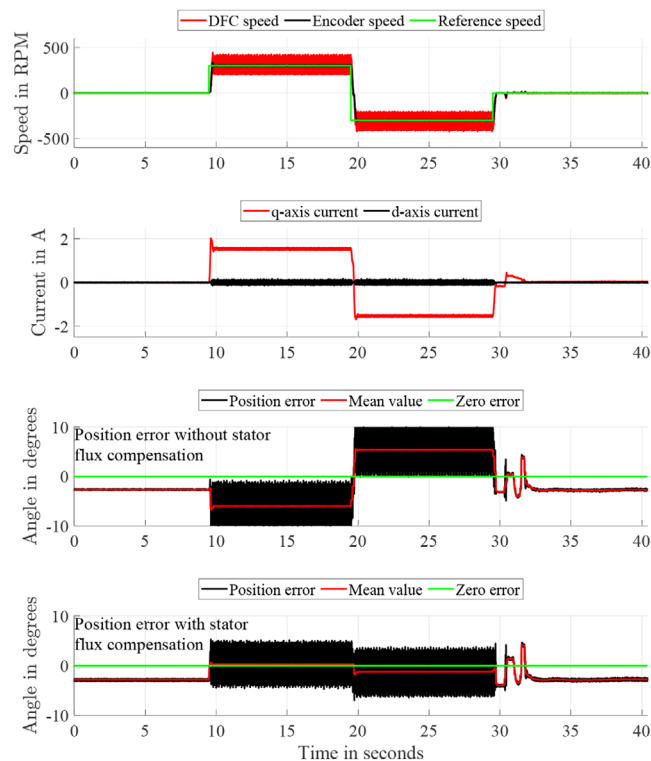 DFC speed Encoder speed Reference speed
Speed in RPM
500
0
-500
0 5 10 15 20 25 30 35 40
q-axis current d-axis current
Current in A
2
0
-2
0 5 10 15 20 25 30 35 40
Position error Mean value Zero error
Angle in degrees
10
Position error without stator
flux compensation
0
-10
0 5 10 15 20 25 30 35 40
Position error Mean value Zero error
Angle in degrees
10
Position error with stator
flux compensation
0
-10
0 5 10 15 20 25 30 35 40
Time in seconds